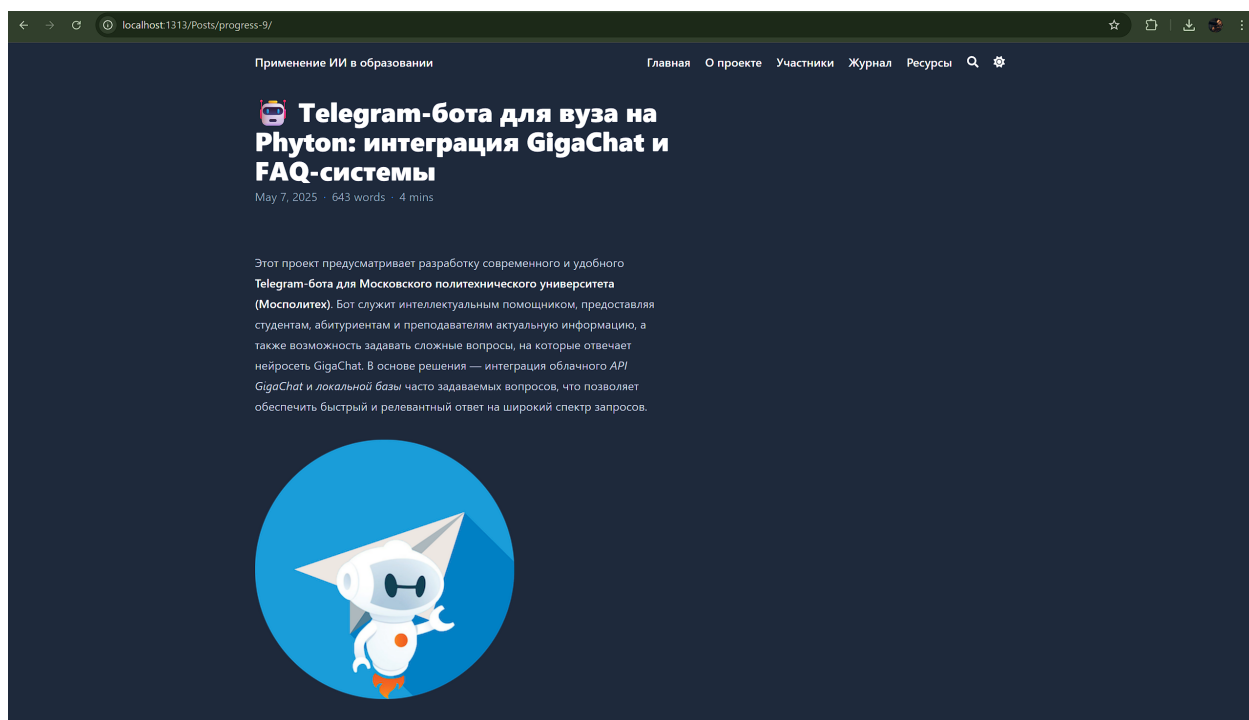 localhost:1313/Posts/progress-9/
Применение ИИ в образовании
Главная О проекте Участники Журнал Ресурсы
Telegram-бота для вуза на
Phyton: интеграция GigaChat и
FAQ-системы
May 7, 2025 · 643 words · 4 mins
Этот проект предусматривает разработку современного и удобного
Telegram-бота для Московского политехнического университета
(Мосполитех). Бот служит интеллектуальным помощником, предоставляя
студентам, абитуриентам и преподавателям актуальную информацию, а
также возможность задавать сложные вопросы, на которые отвечает
нейросеть GigaChat. В основе решения — интеграция облачного API
GigaChat и локальной базы часто задаваемых вопросов, что позволяет
обеспечить быстрый и релевантный ответ на широкий спектр запросов.